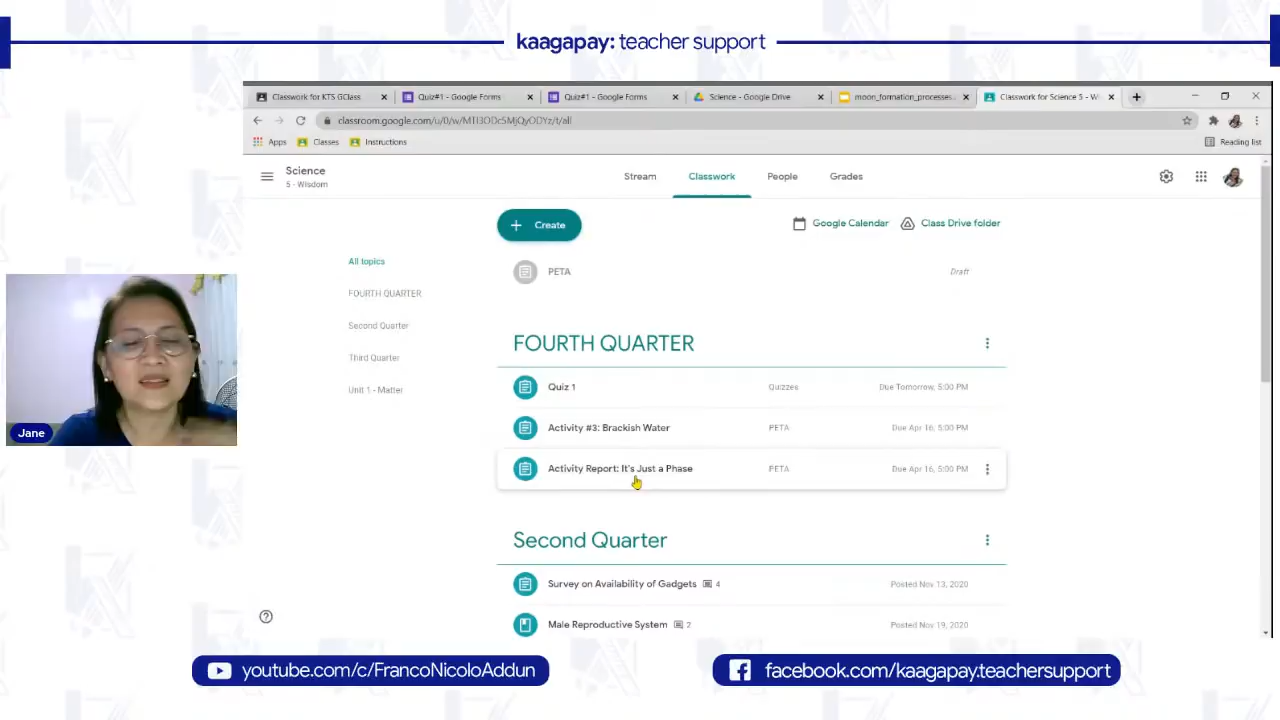 kaagapay: teacher support
Classwork for KTS GClass
Quiz#1 - Google Forms
Quiz#1 - Google Forms
Science - Google Drive
moon_formation_processes
Classwork for Science 5 - W
classroom.google.com/u/0/w/MTI3ODc5MjQyODYz/t/all
Apps
Classes
Instructions
Reading list
Science
5 - Wisdom
Stream
Classwork
People
Grades
Create
Google Calendar
Class Drive folder
All topics
FOURTH QUARTER
Second Quarter
Third Quarter
Unit 1 - Matter
PETA Draft
FOURTH QUARTER
Quiz 1 Quizzes Due Tomorrow, 5:00 PM
Activity #3: Brackish Water PETA Due Apr 16, 5:00 PM
Activity Report: It's Just a Phase PETA Due Apr 16, 5:00 PM
Second Quarter
Survey on Availability of Gadgets 4 Posted Nov 13, 2020
Male Reproductive System 2 Posted Nov 19, 2020
Jane
youtube.com/c/FrancoNicoloAddun
facebook.com/kaagapay.teachersupport